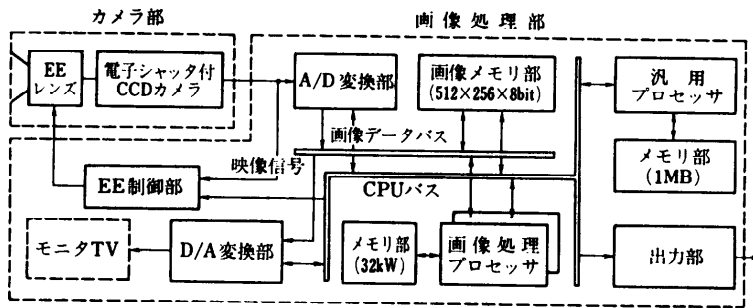 カメラ部
画像処理部
EE
レンズ
電子シャッタ付
CCDカメラ
A/D変換部
画像メモリ部
(512×256×8bit)
汎用
プロセッサ
画像データバス
メモリ部
(1MB)
映像信号
EE制御部
CPUバス
モニタTV
D/A変換部
メモリ部
(32kW)
画像処理
プロセッサ
出力部